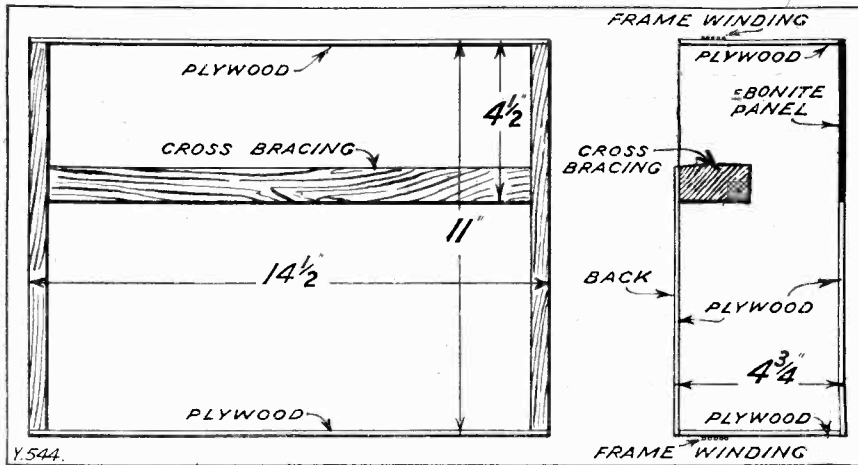 FRAME WINDING
PLYWOOD
PLYWOOD
EBONITE
PANEL
4½"
CROSS BRACING
CROSS
BRACING
11"
14½"
BACK
PLYWOOD
4¾"
PLYWOOD
PLYWOOD
Y.544.
FRAME WINDING